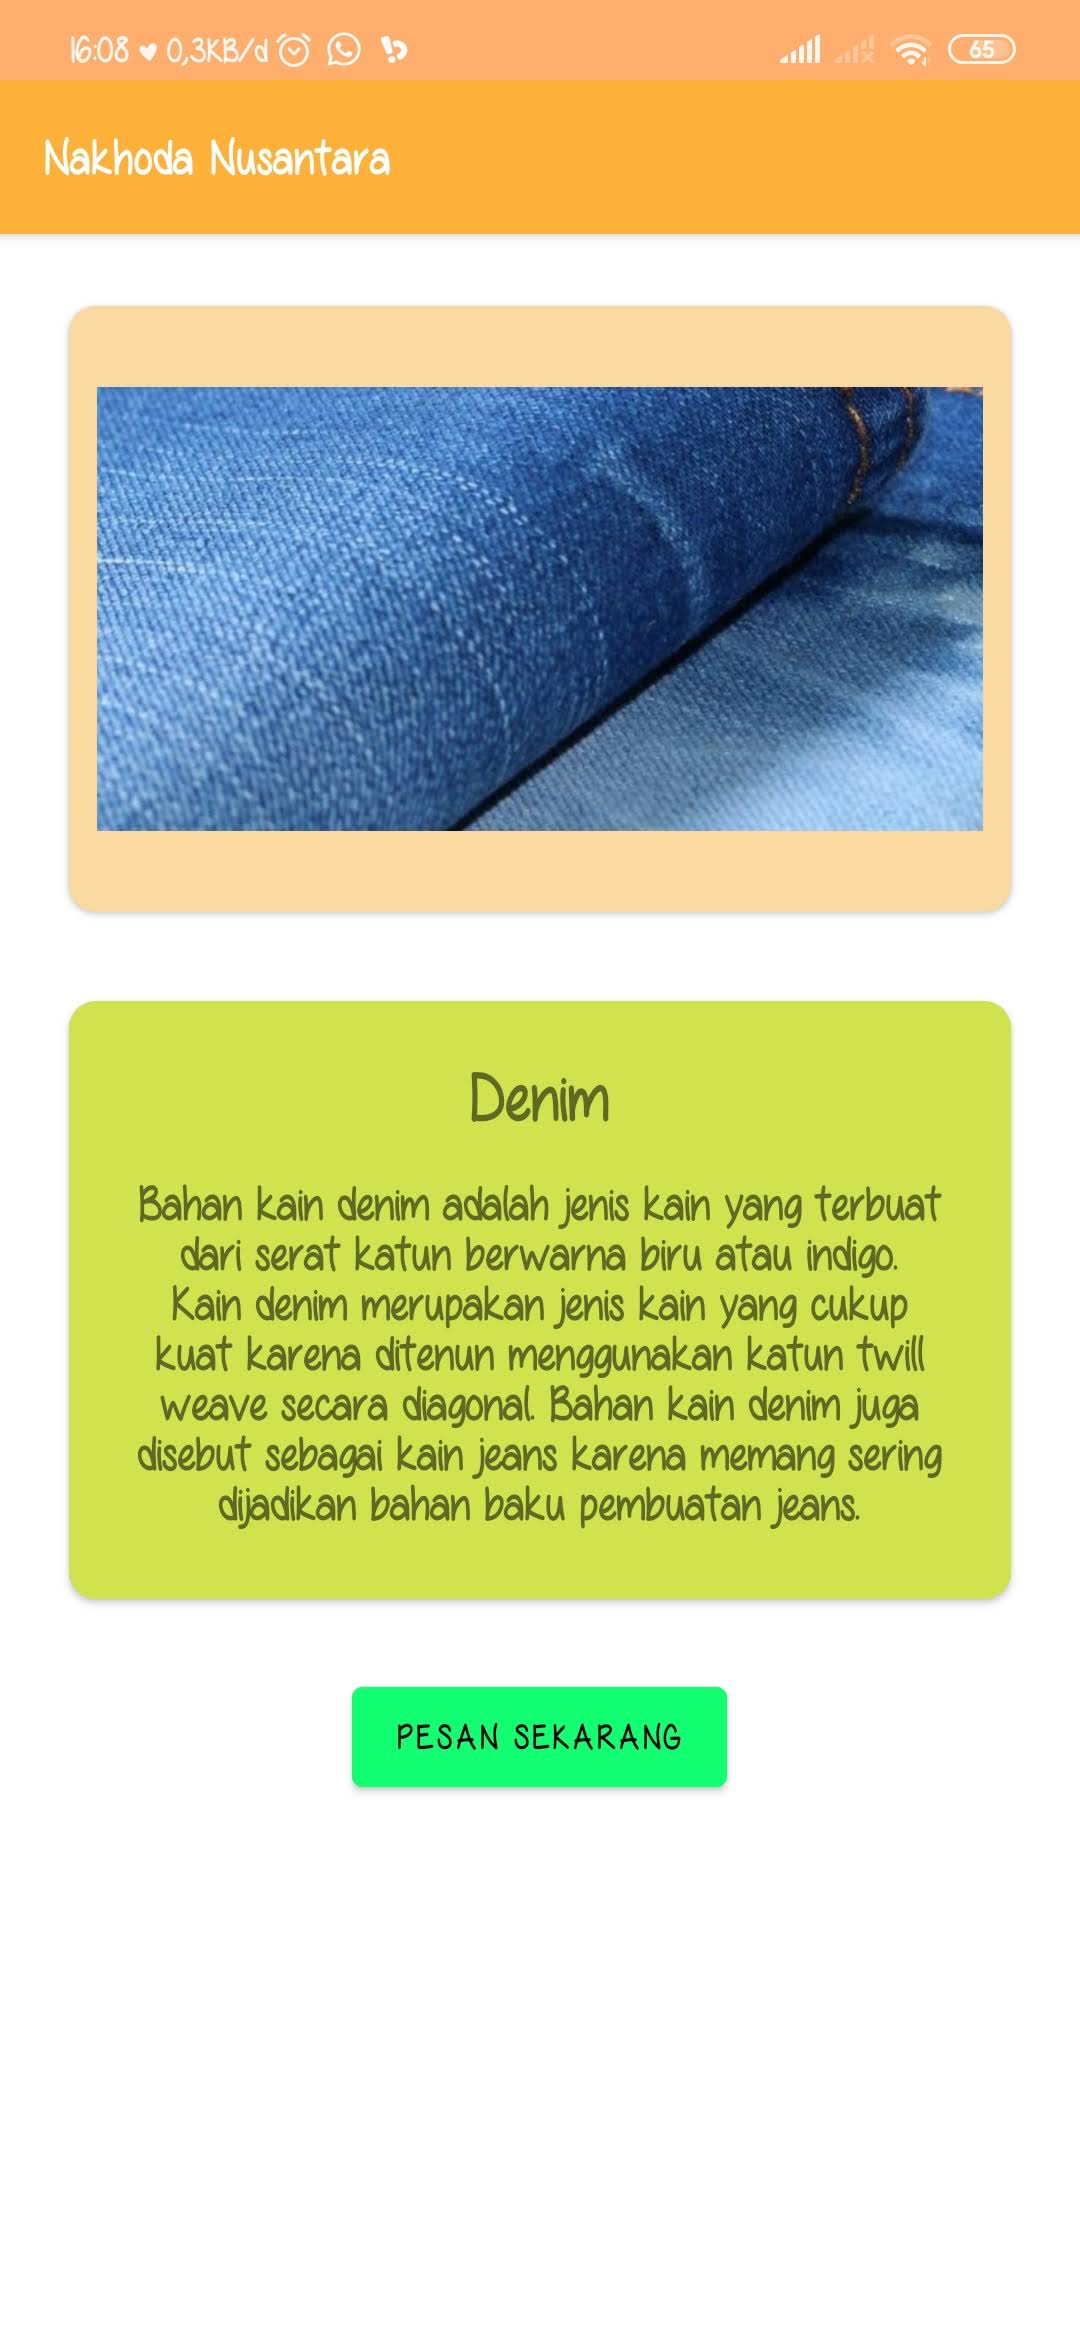 16:08 ♥ 0,3KB/d
65
Nakhoda Nusantara
Denim
Bahan kain denim adalah jenis kain yang terbuat
dari serat katun berwarna biru atau indigo.
Kain denim merupakan jenis kain yang cukup
kuat karena ditenun menggunakan katun twill
weave secara diagonal. Bahan kain denim juga
disebut sebagai kain jeans karena memang sering
dijadikan bahan baku pembuatan jeans.
PESAN SEKARANG